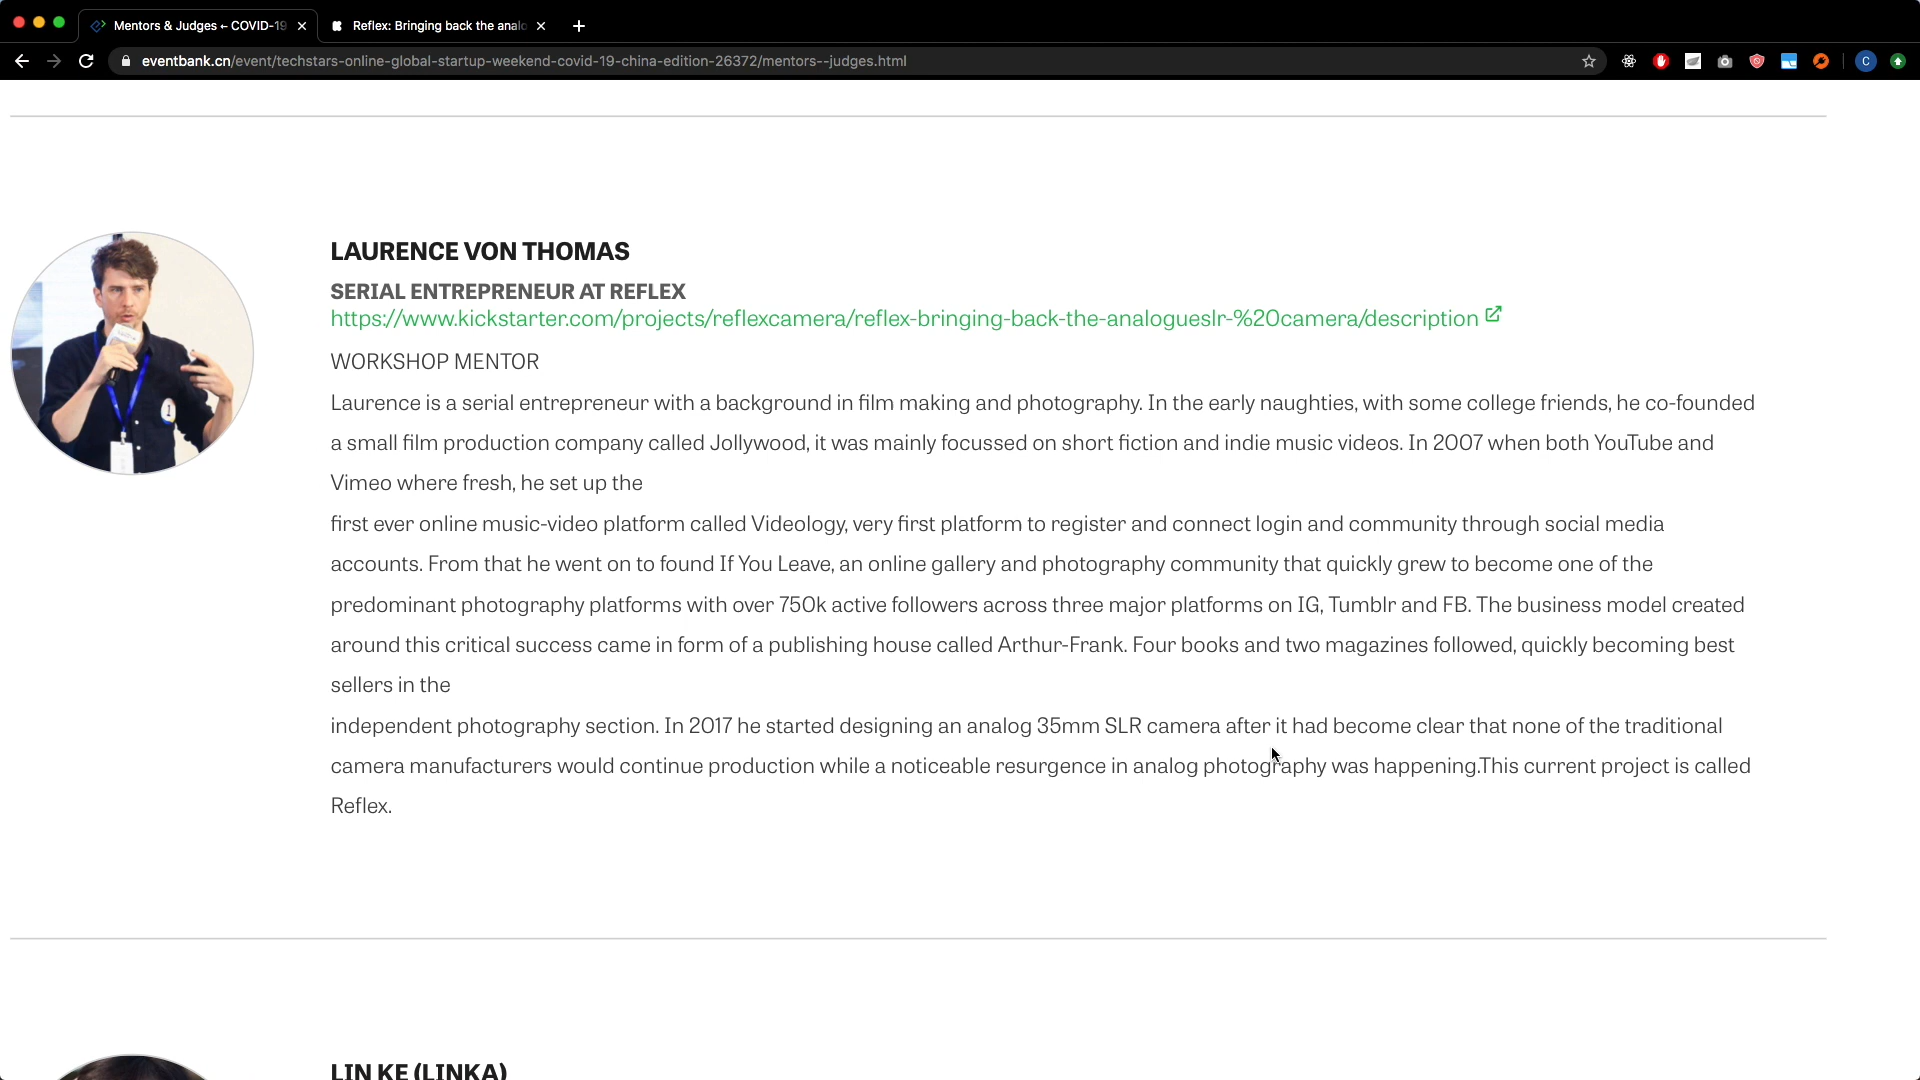 Mentors & Judges ← COVID-19
Reflex: Bringing back the analo
eventbank.cn/event/techstars-online-global-startup-weekend-covid-19-china-edition-26372/mentors--judges.html
C
LAURENCE VON THOMAS
SERIAL ENTREPRENEUR AT REFLEX
https://www.kickstarter.com/projects/reflexcamera/reflex-bringing-back-the-analogueslr-%20camera/description
WORKSHOP MENTOR
Laurence is a serial entrepreneur with a background in film making and photography. In the early naughties, with some college friends, he co-founded
a small film production company called Jollywood, it was mainly focussed on short fiction and indie music videos. In 2007 when both YouTube and
Vimeo where fresh, he set up the
first ever online music-video platform called Videology, very first platform to register and connect login and community through social media
accounts. From that he went on to found If You Leave, an online gallery and photography community that quickly grew to become one of the
predominant photography platforms with over 750k active followers across three major platforms on IG, Tumblr and FB. The business model created
around this critical success came in form of a publishing house called Arthur-Frank. Four books and two magazines followed, quickly becoming best
sellers in the
independent photography section. In 2017 he started designing an analog 35mm SLR camera after it had become clear that none of the traditional
camera manufacturers would continue production while a noticeable resurgence in analog photography was happening.This current project is called
Reflex.
LIN KE (LINKA)